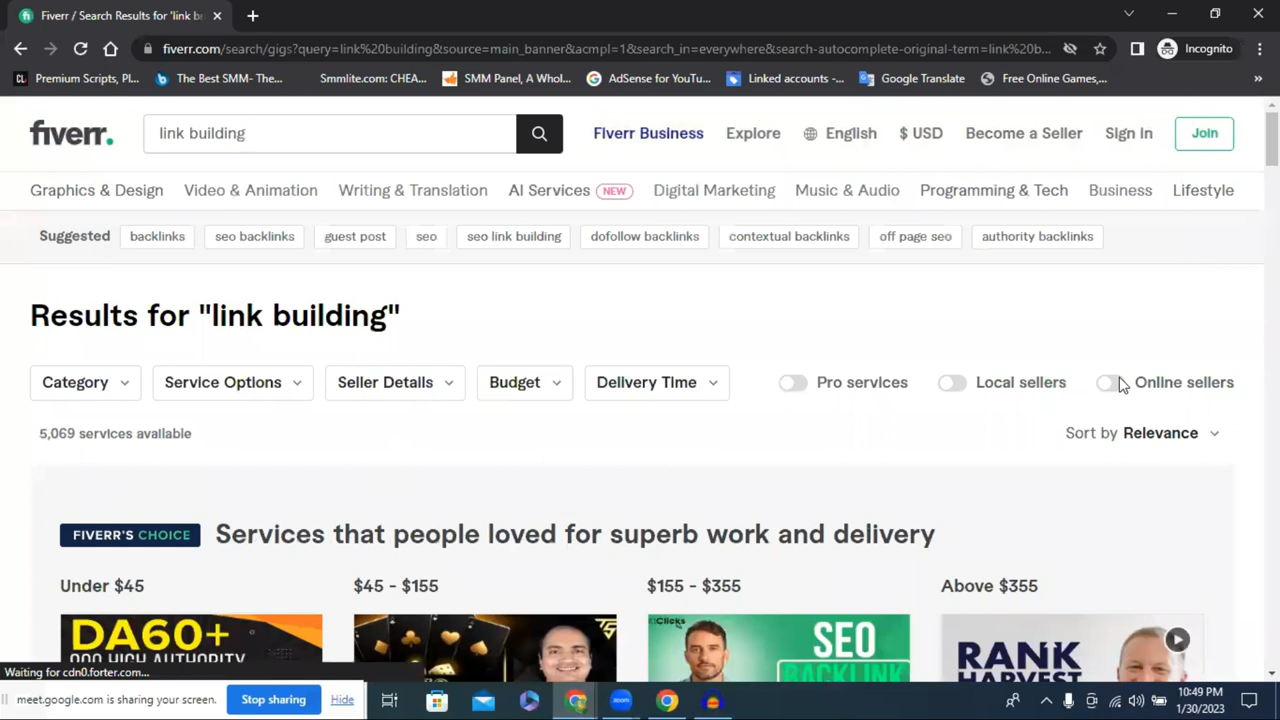 Fiverr / Search Results for 'link b
fiverr.com/search/gigs?query=link%20building&source=main_banner&acmpl=1&search_in=everywhere&search-autocomplete-original-term=link%20b...
Incognito
Premium Scripts, Pl...
The Best SMM- The...
Smmlite.com: CHEA...
SMM Panel, A Whol...
AdSense for YouTu...
Linked accounts -...
Google Translate
Free Online Games,...
fiverr.
link building
Fiverr Business
Explore
English
$ USD
Become a Seller
Sign In
Join
Graphics & Design
Video & Animation
Writing & Translation
AI Services NEW
Digital Marketing
Music & Audio
Programming & Tech
Business
Lifestyle
Suggested
backlinks
seo backlinks
guest post
seo
seo link building
dofollow backlinks
contextual backlinks
off page seo
authority backlinks
Results for "link building"
Category
Service Options
Seller Details
Budget
Delivery Time
Pro services
Local sellers
Online sellers
5,069 services available
Sort by Relevance
FIVERR'S CHOICE
Services that people loved for superb work and delivery
Under $45
$45 - $155
$155 - $355
Above $355
DA60+
HIGH AUTHORITY
SEO
BACKLINK
RANK
HARVEST
Waiting for cdn0.forter.com...
meet.google.com is sharing your screen.
Stop sharing
Hide
10:49 PM
1/30/2023